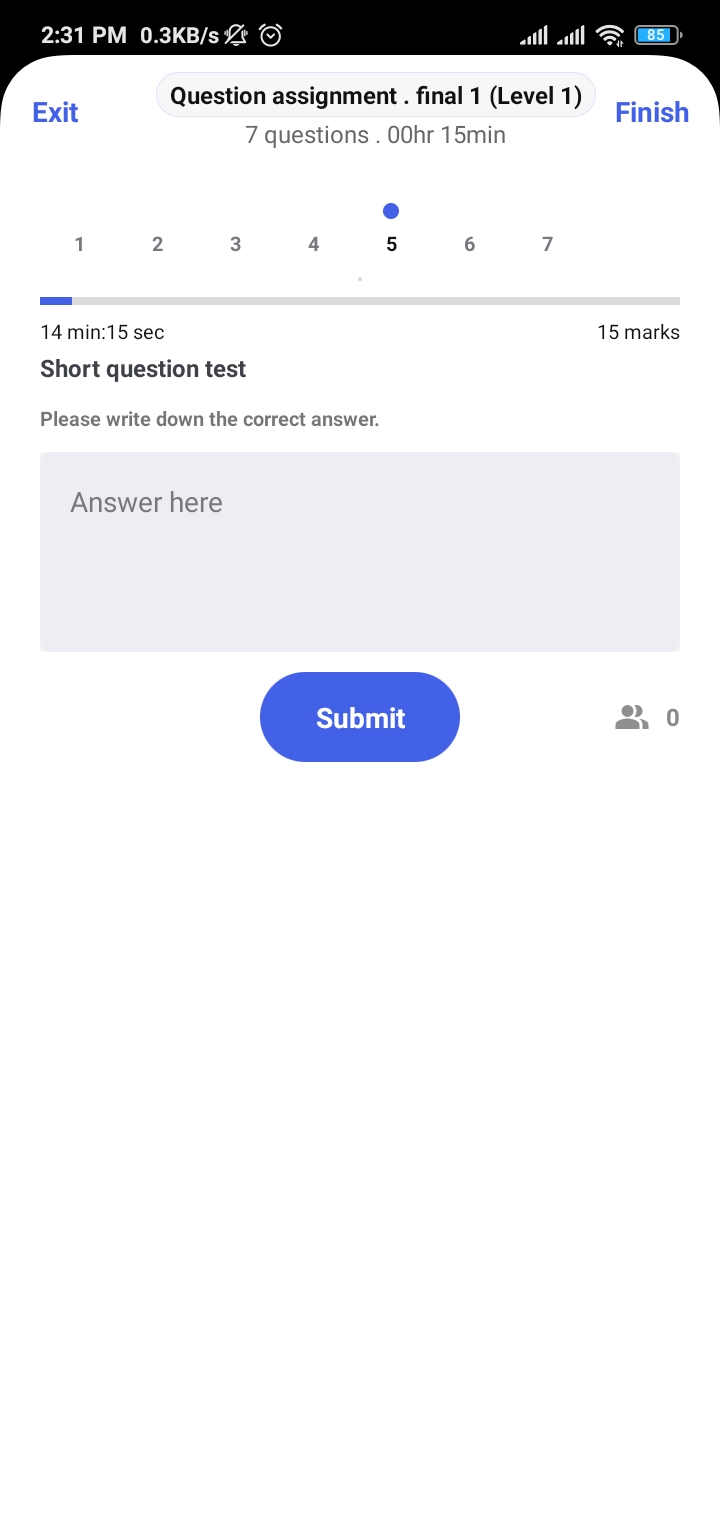 2:31 PM 0.3KB/s 85
Exit
Question assignment . final 1 (Level 1)
Finish
7 questions . 00hr 15min
1 2 3 4 5 6 7
14 min:15 sec 15 marks
Short question test
Please write down the correct answer.
Answer here
Submit 0